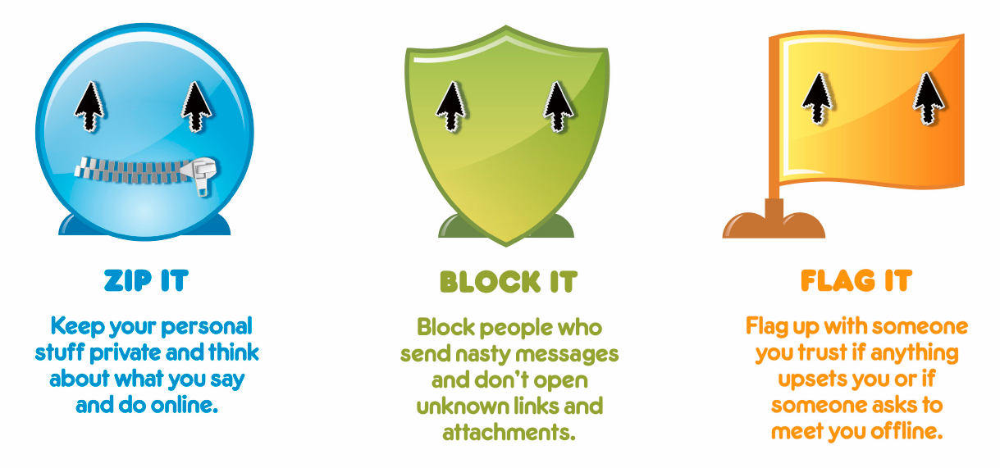 ZIP IT
Keep your personal
stuff private and think
about what you say
and do online.
BLOCK IT
Block people who
send nasty messages
and don't open
unknown links and
attachments.
FLAG IT
Flag up with someone
you trust if anything
upsets you or if
someone asks to
meet you offline.